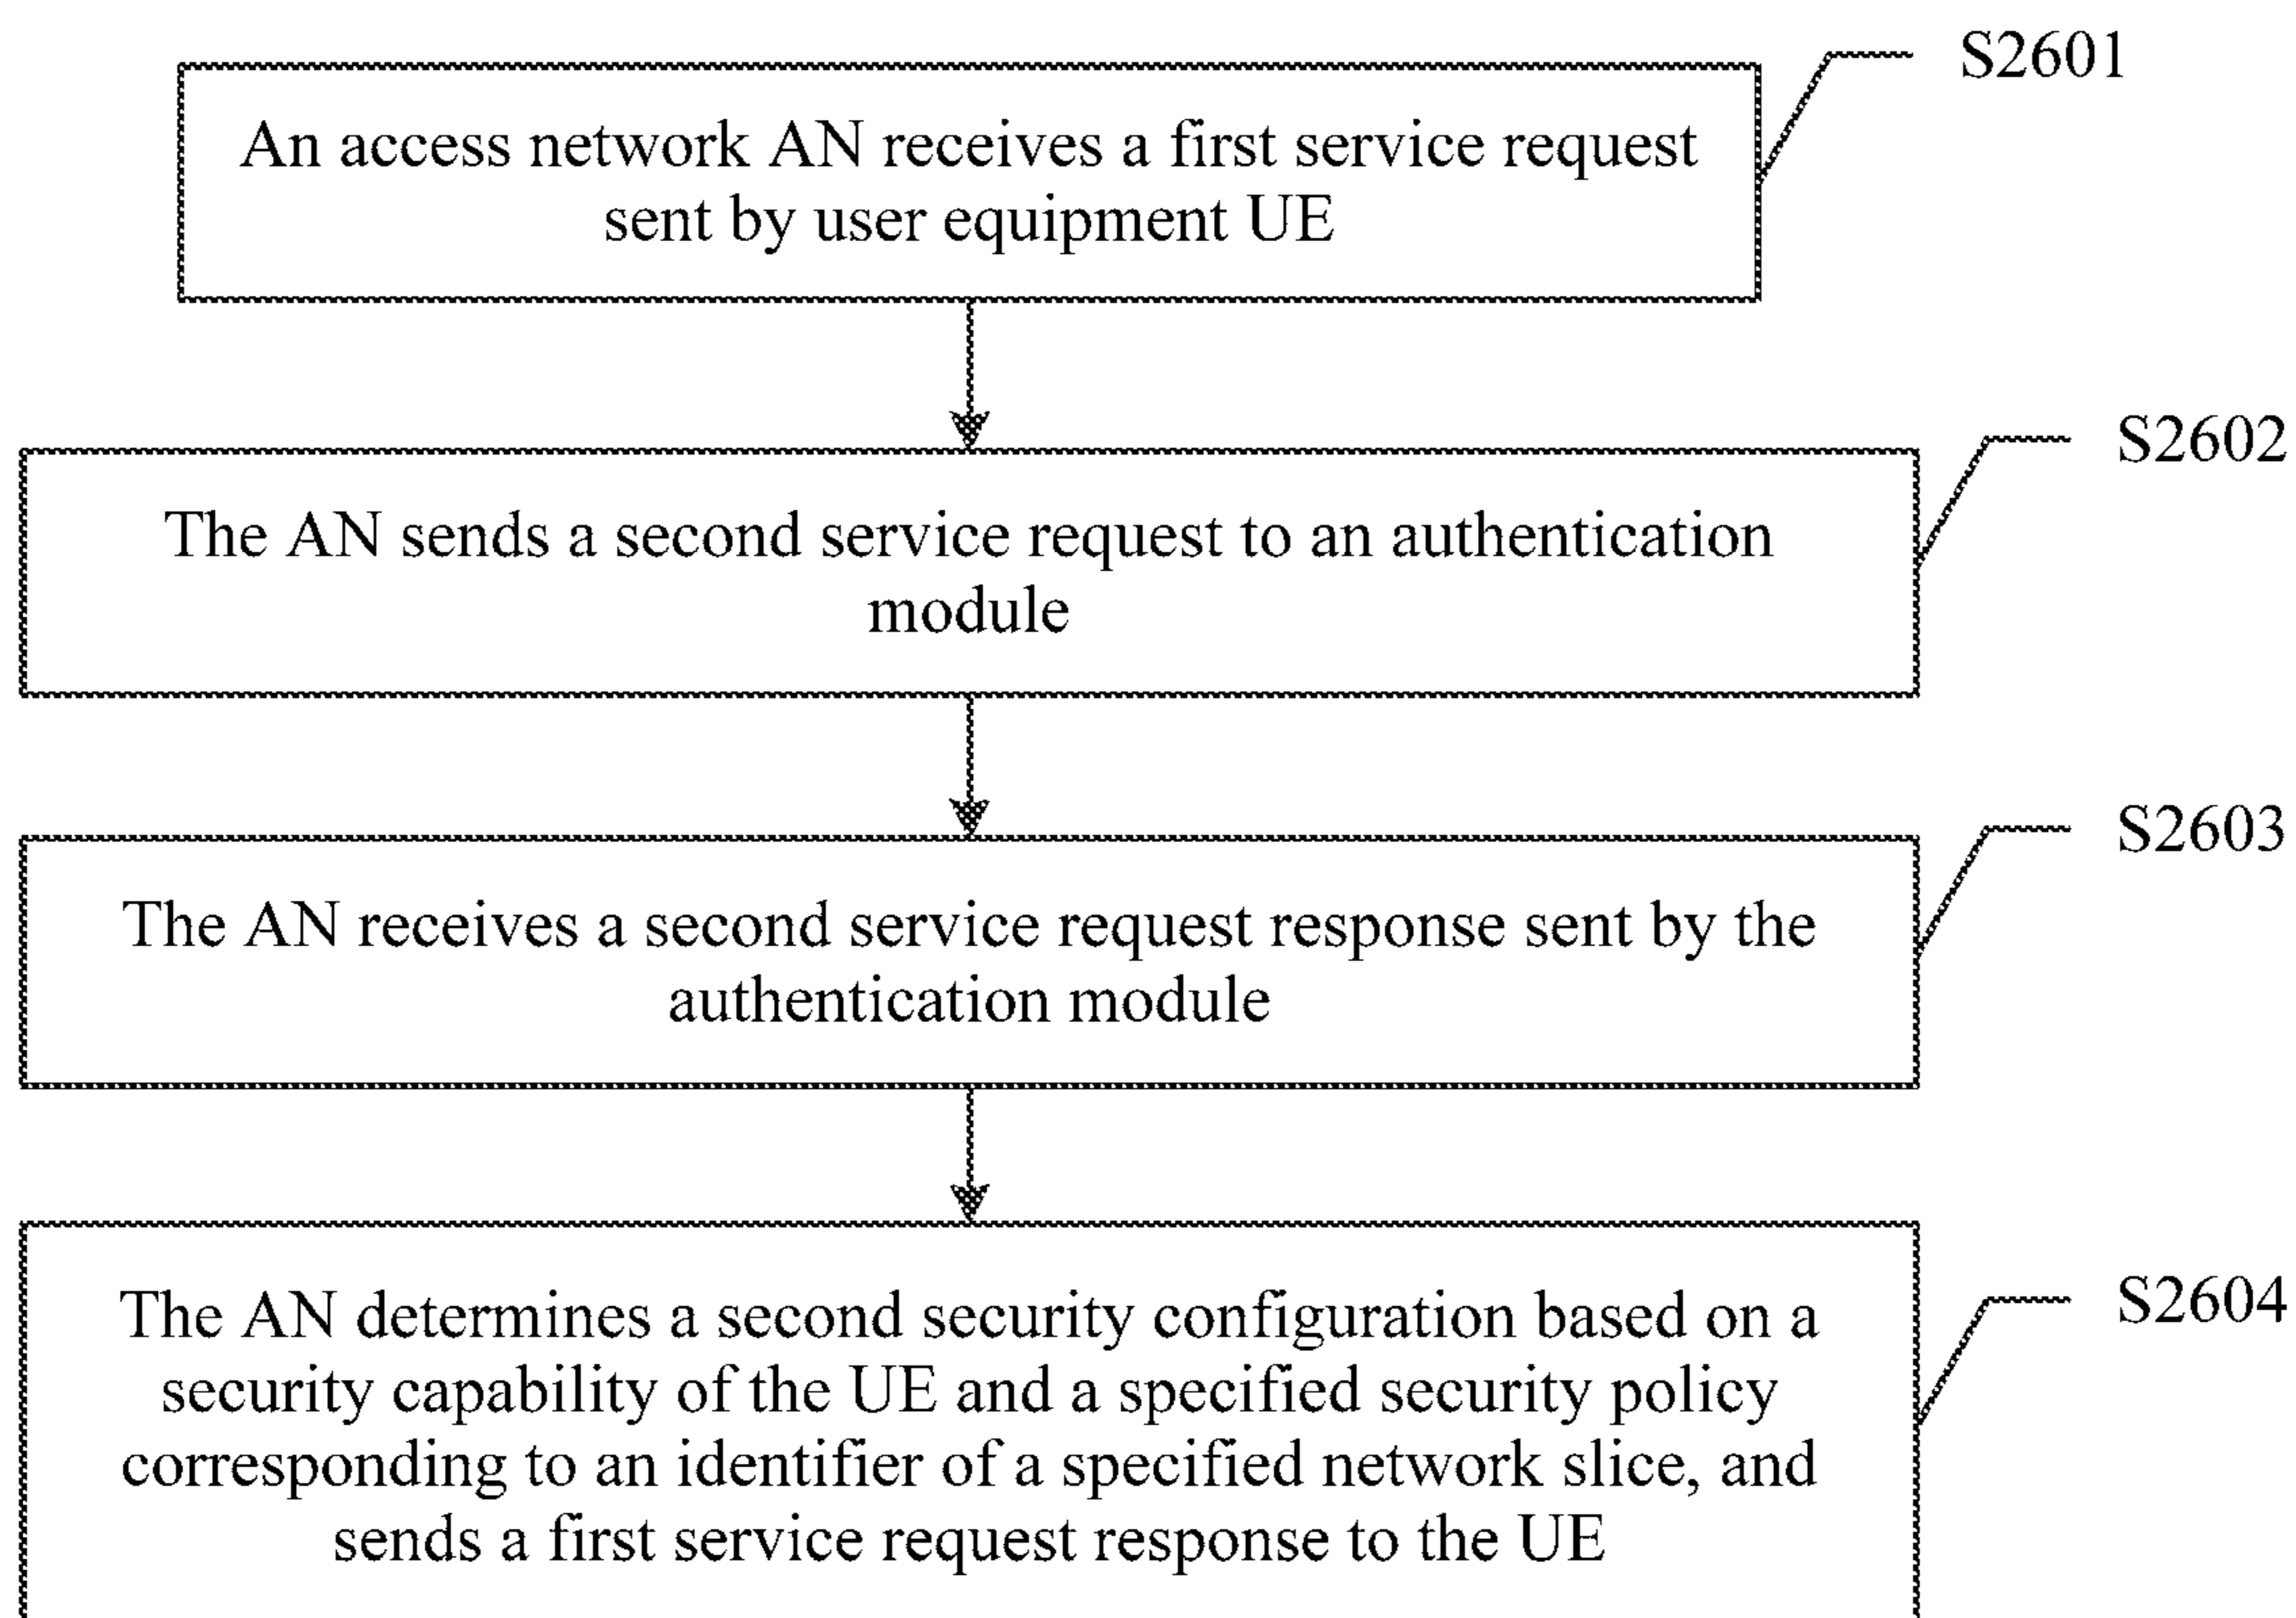 S2601
An access network AN receives a first service request
sent by user equipment UE
S2602
The AN sends a second service request to an authentication
module
S2603
The AN receives a second service request response sent by the
authentication module
S2604
The AN determines a second security configuration based on a
security capability of the UE and a specified security policy
corresponding to an identifier of a specified network slice, and
sends a first service request response to the UE